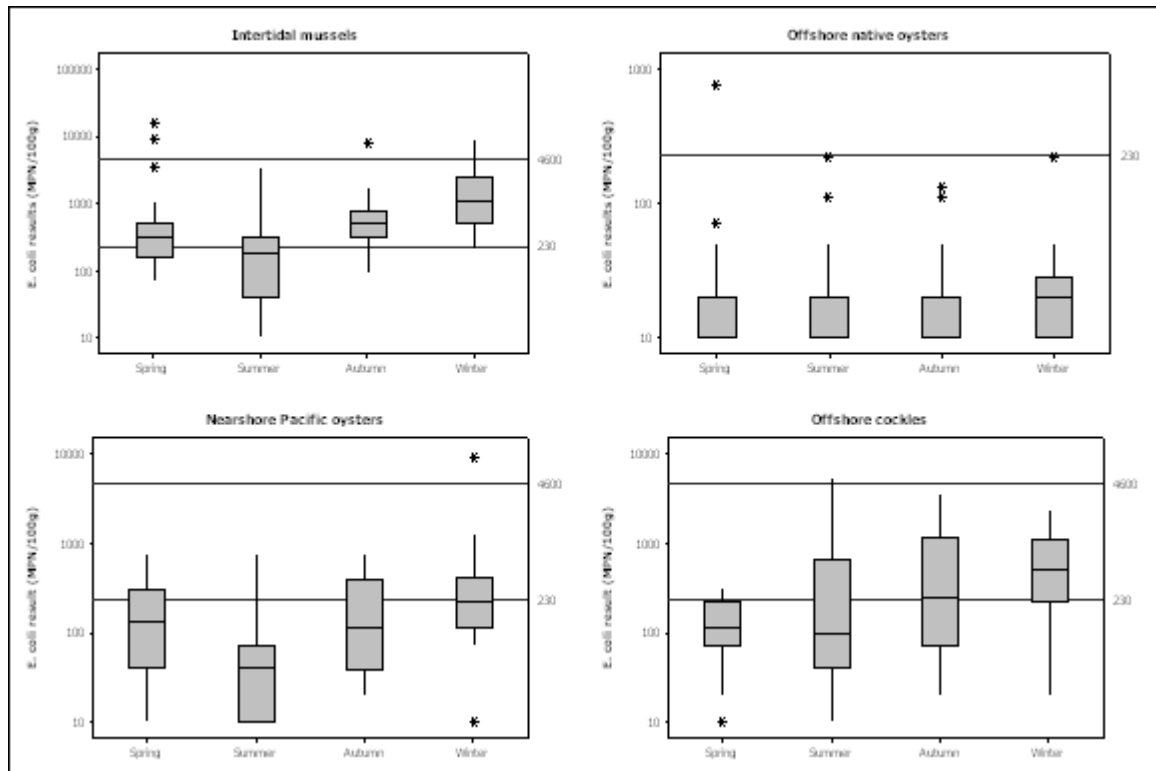 Intertidal mussels
E. coli results (MPN/100g)
100000
10000
1000
100
10
4600
230
Spring Summer Autumn Winter
Offshore native oysters
E. coli results (MPN/100g)
1000
100
10
230
Spring Summer Autumn Winter
Nearshore Pacific oysters
E. coli result (MPN/100g)
10000
1000
100
10
4600
230
Spring Summer Autumn Winter
Offshore cockles
E. coli result (MPN/100g)
10000
1000
100
10
4600
230
Spring Summer Autumn Winter